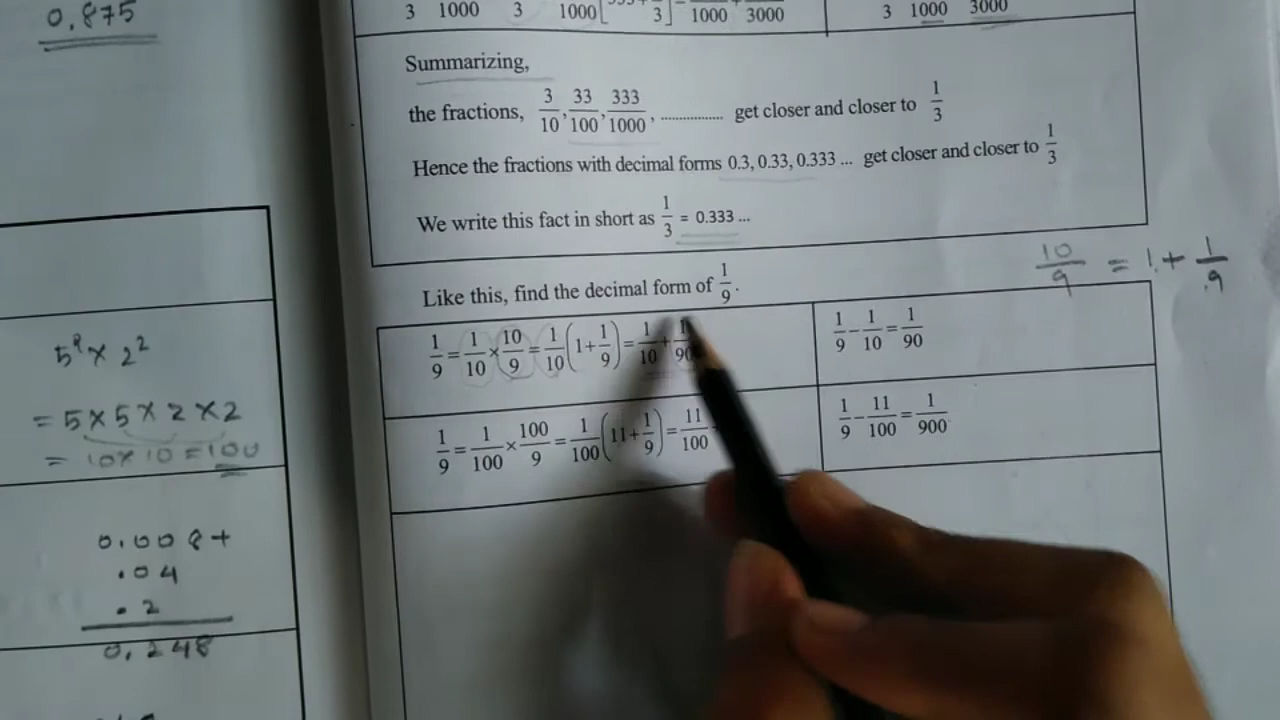 0.875
5² × 2²
= 5 × 5 × 2 × 2
= 10 × 10 = 100
0.008 +
.04
.2
0.248
3 1000 3 1000 3 1000 3000
3 1000 3000
Summarizing,
the fractions, 3/10, 33/100, 333/1000, ................ get closer and closer to 1/3
Hence the fractions with decimal forms 0.3, 0.33, 0.333 ... get closer and closer to 1/3
We write this fact in short as 1/3 = 0.333 ...
10/9 = 1 + 1/9
Like this, find the decimal form of 1/9.
1/9 = 1/10 × 10/9 = 1/10 (1 + 1/9) = 1/10 + 1/90
1/9 - 1/10 = 1/90
1/9 = 1/100 × 100/9 = 1/100 (11 + 1/9) = 11/100
1/9 - 11/100 = 1/900